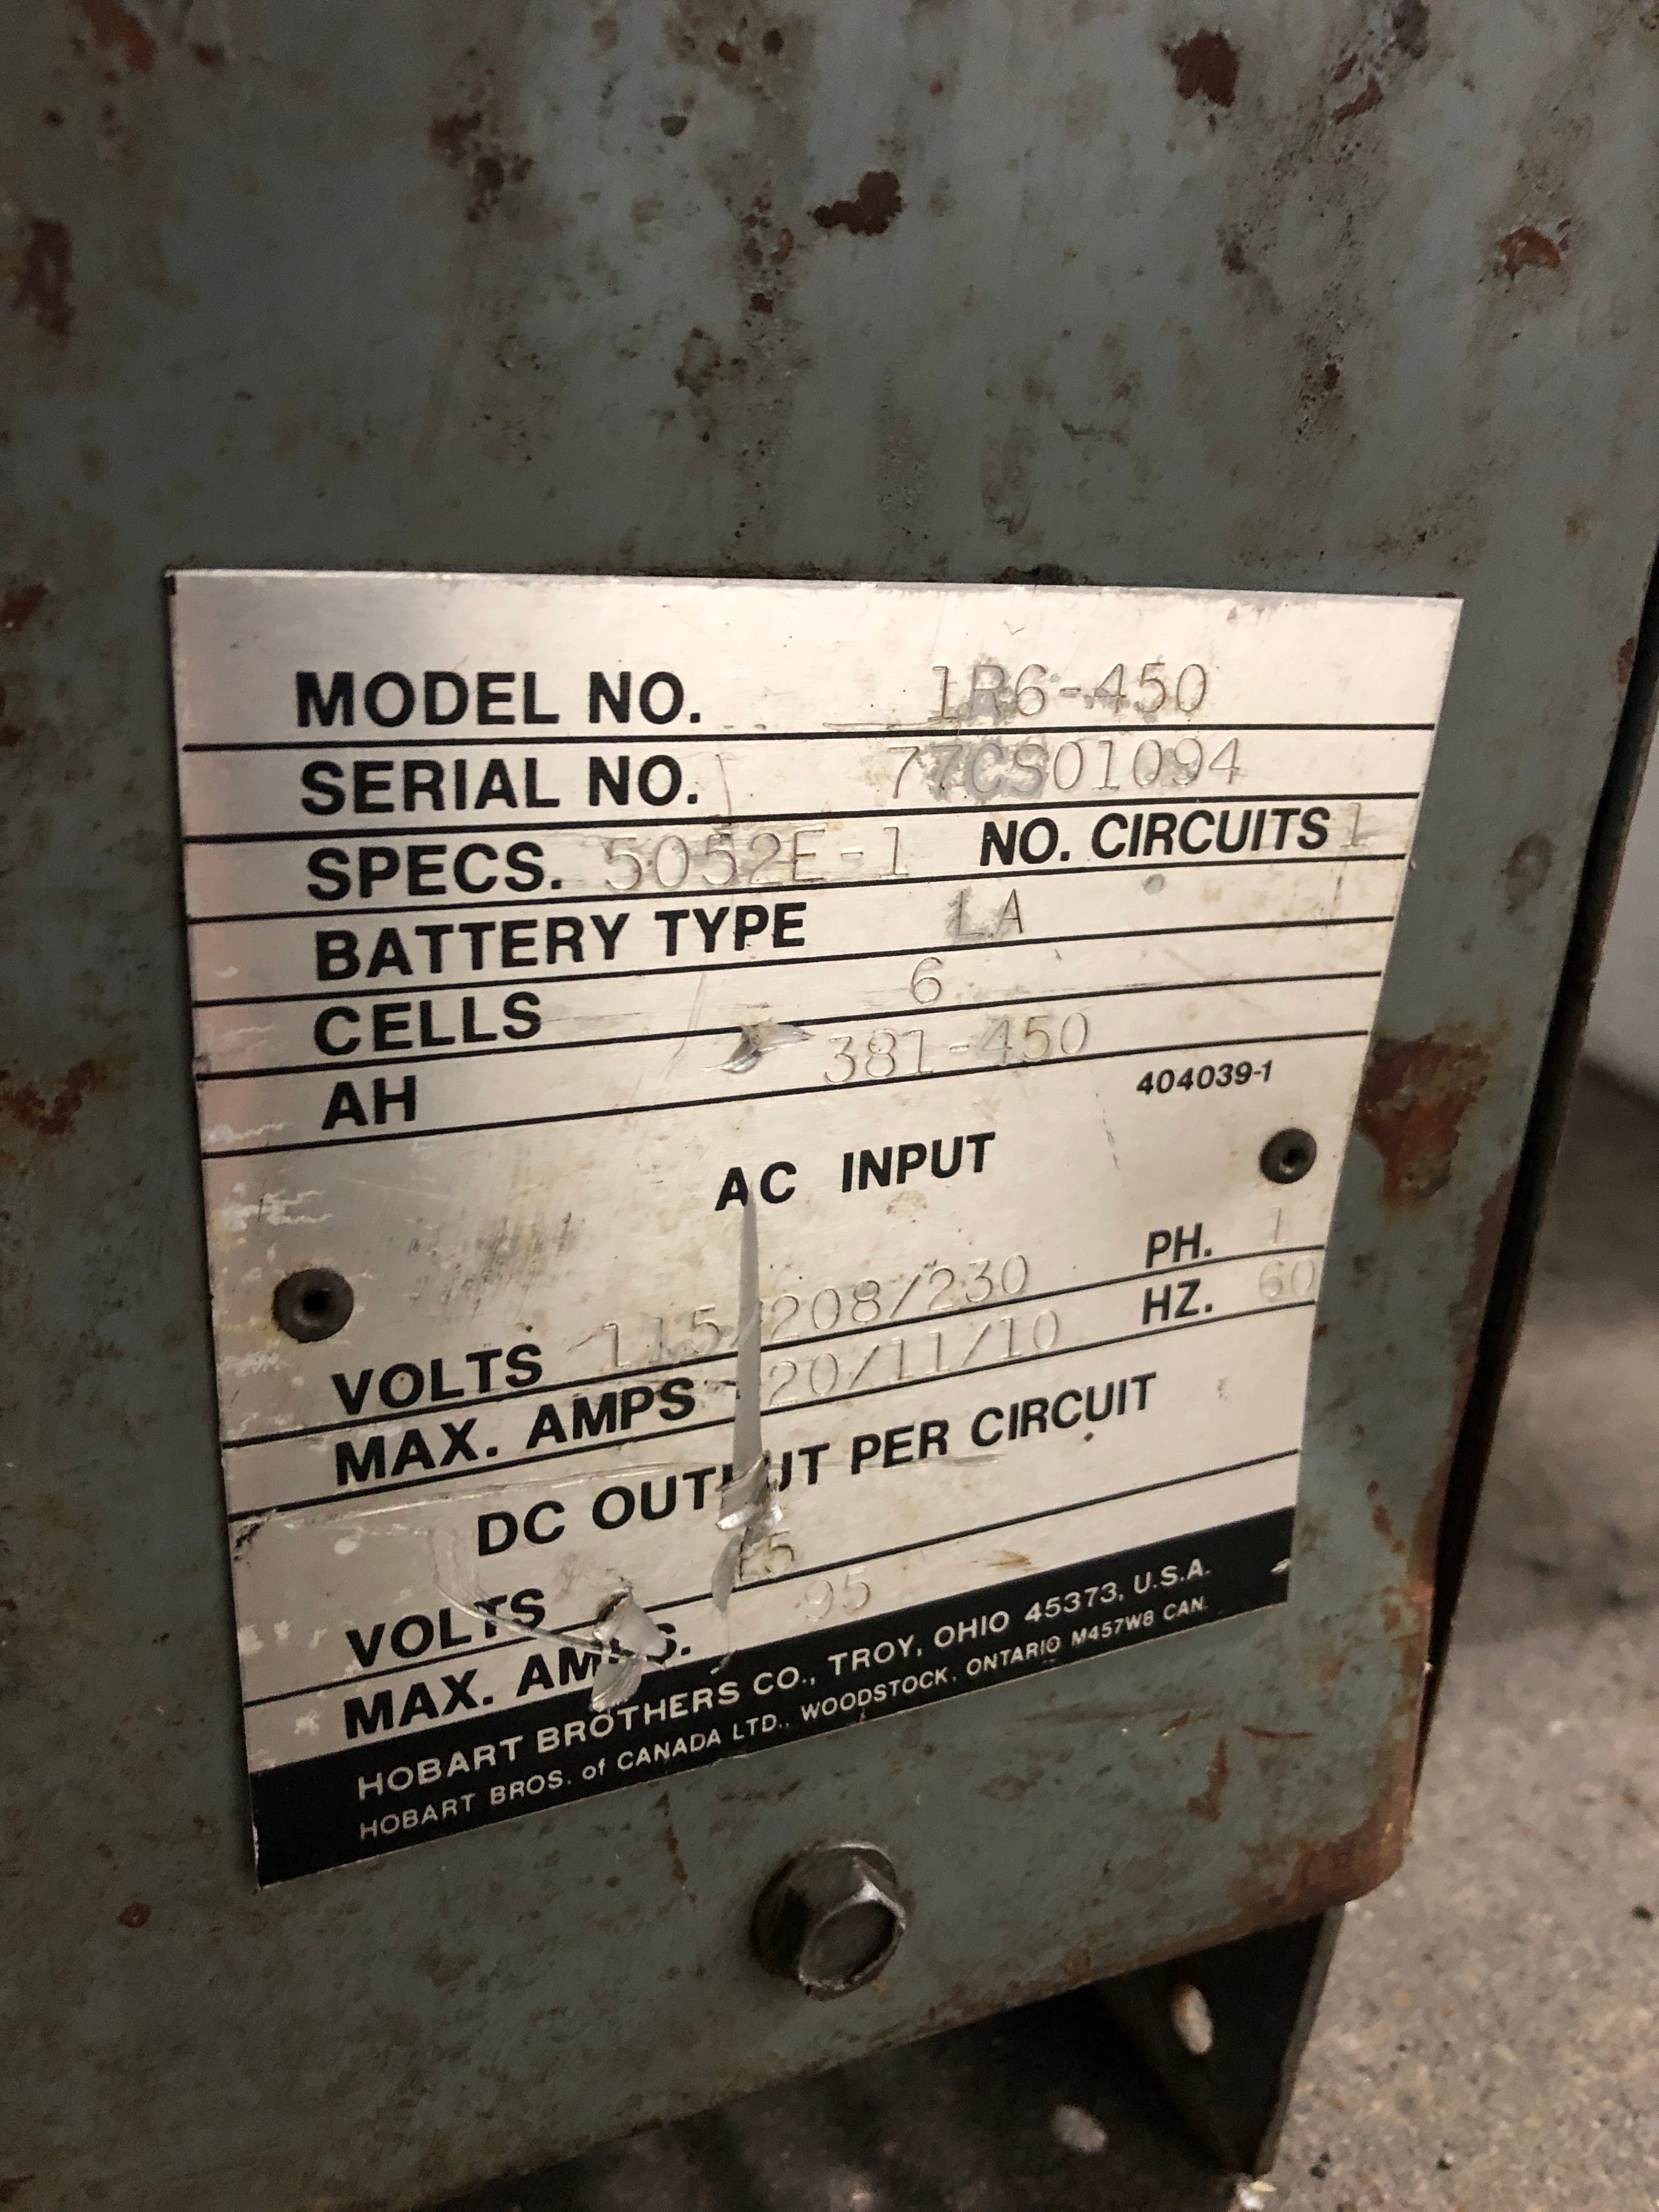 MODEL NO. 1R6-450
SERIAL NO. 77CS01094
SPECS. 5052E-1 NO. CIRCUITS 1
BATTERY TYPE LA
CELLS 6
AH 381-450
404039-1
AC INPUT
VOLTS 115/208/230 PH. 1
MAX. AMPS 20/11/10 HZ. 60
DC OUTPUT PER CIRCUIT
VOLTS
MAX. AMPS. 95
HOBART BROTHERS CO., TROY, OHIO 45373, U.S.A.
HOBART BROS. of CANADA LTD., WOODSTOCK, ONTARIO M457W8 CAN.